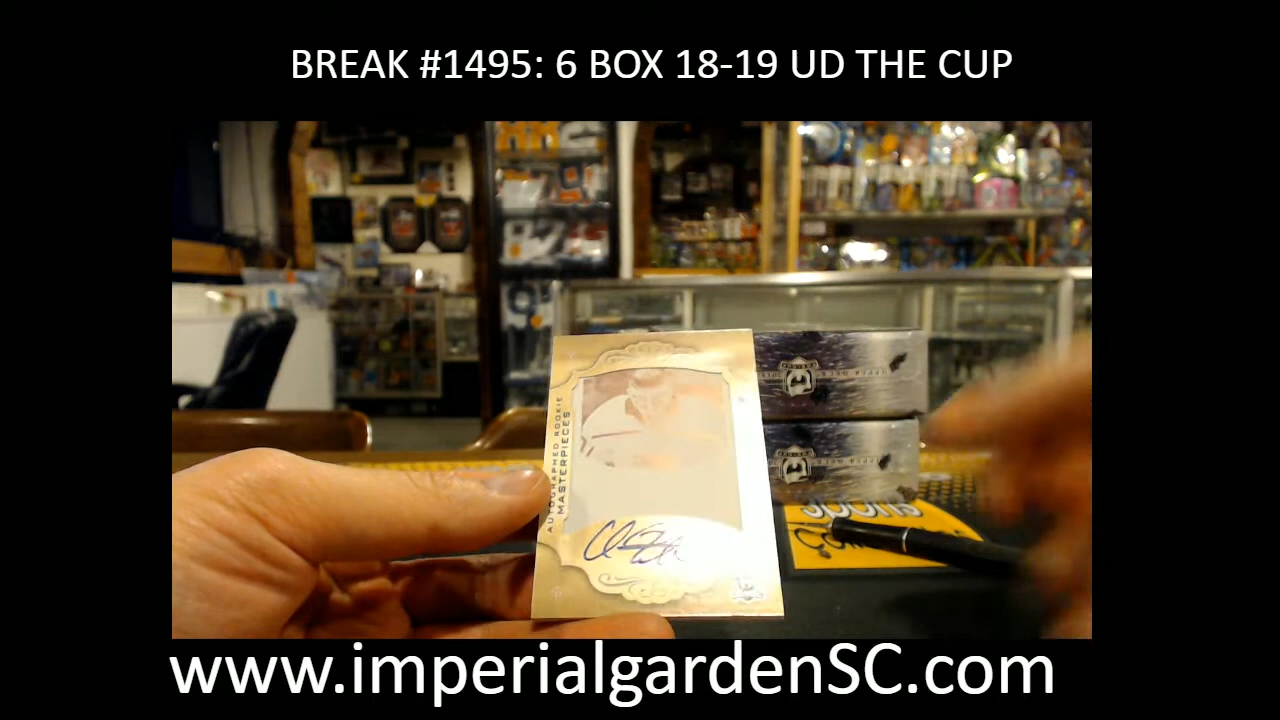 BREAK #1495: 6 BOX 18-19 UD THE CUP
AUTOGRAPHED ROOKIE
MASTERPIECES
www.imperialgardenSC.com